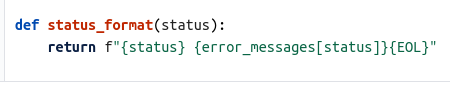 def status_format(status):
    return f"{status} {error_messages[status]}{EOL}"